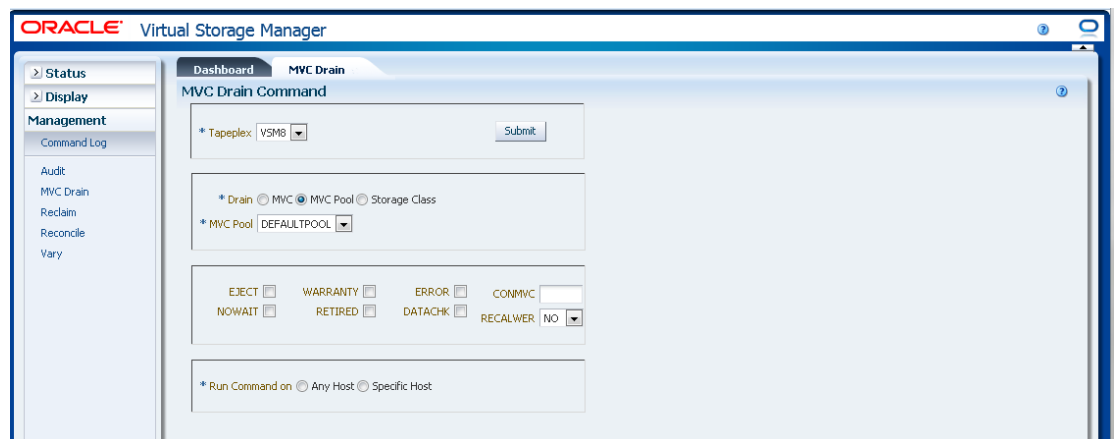 ORACLE Virtual Storage Manager
Status
Display
Management
Command Log
Audit
MVC Drain
Reclaim
Reconcile
Vary
Dashboard MVC Drain
MVC Drain Command
* Tapeplex VSM8 Submit
* Drain MVC MVC Pool Storage Class
* MVC Pool DEFAULTPOOL
EJECT WARRANTY ERROR CONMVC
NOWAIT RETIRED DATACHK RECALWER NO
* Run Command on Any Host Specific Host